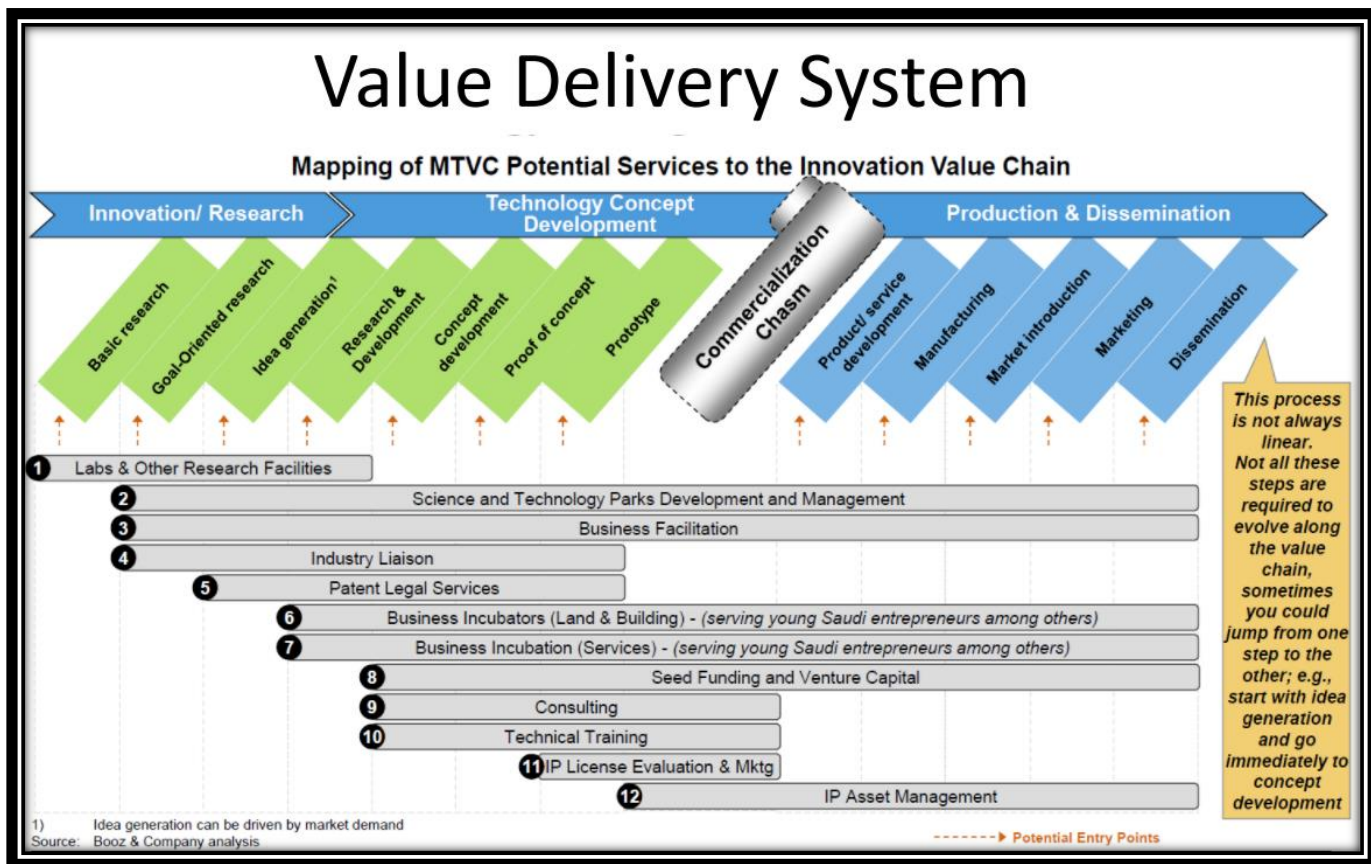 Value Delivery System
Mapping of MTVC Potential Services to the Innovation Value Chain
Innovation/ Research
Technology Concept
Development
Production & Dissemination
Basic research
Goal-Oriented research
Idea generation¹
Research &
Development
Concept
development
Proof of concept
Prototype
Commercialization
Chasm
Product/ service
development
Manufacturing
Market introduction
Marketing
Dissemination
1 Labs & Other Research Facilities
2 Science and Technology Parks Development and Management
3 Business Facilitation
4 Industry Liaison
5 Patent Legal Services
6 Business Incubators (Land & Building) - (serving young Saudi entrepreneurs among others)
7 Business Incubation (Services) - (serving young Saudi entrepreneurs among others)
8 Seed Funding and Venture Capital
9 Consulting
10 Technical Training
11 IP License Evaluation & Mktg
12 IP Asset Management
This process
is not always
linear.
Not all these
steps are
required to
evolve along
the value
chain,
sometimes
you could
jump from one
step to the
other; e.g.,
start with idea
generation
and go
immediately to
concept
development
1) Idea generation can be driven by market demand
Source: Booz & Company analysis
Potential Entry Points